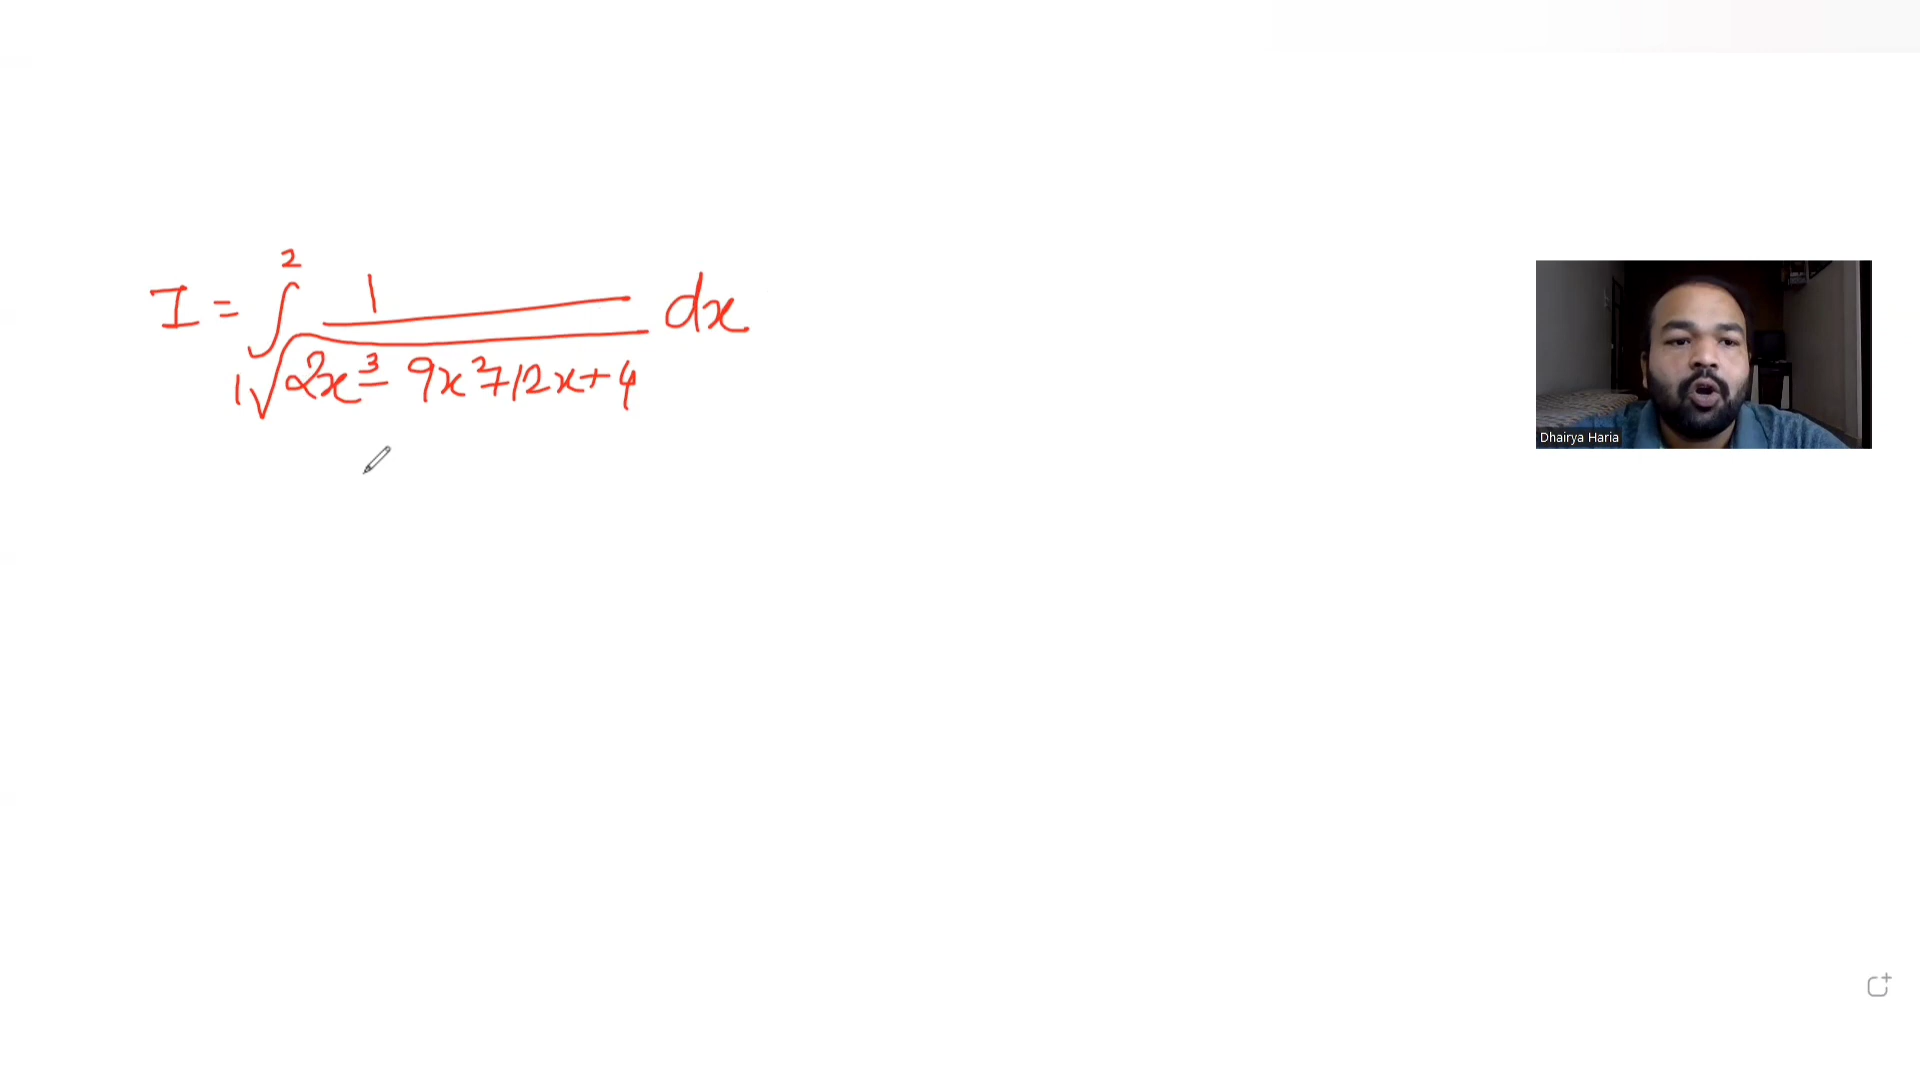 I = ∫₁² 1/√(2x³ - 9x² + 12x + 4) dx
Dhairya Haria